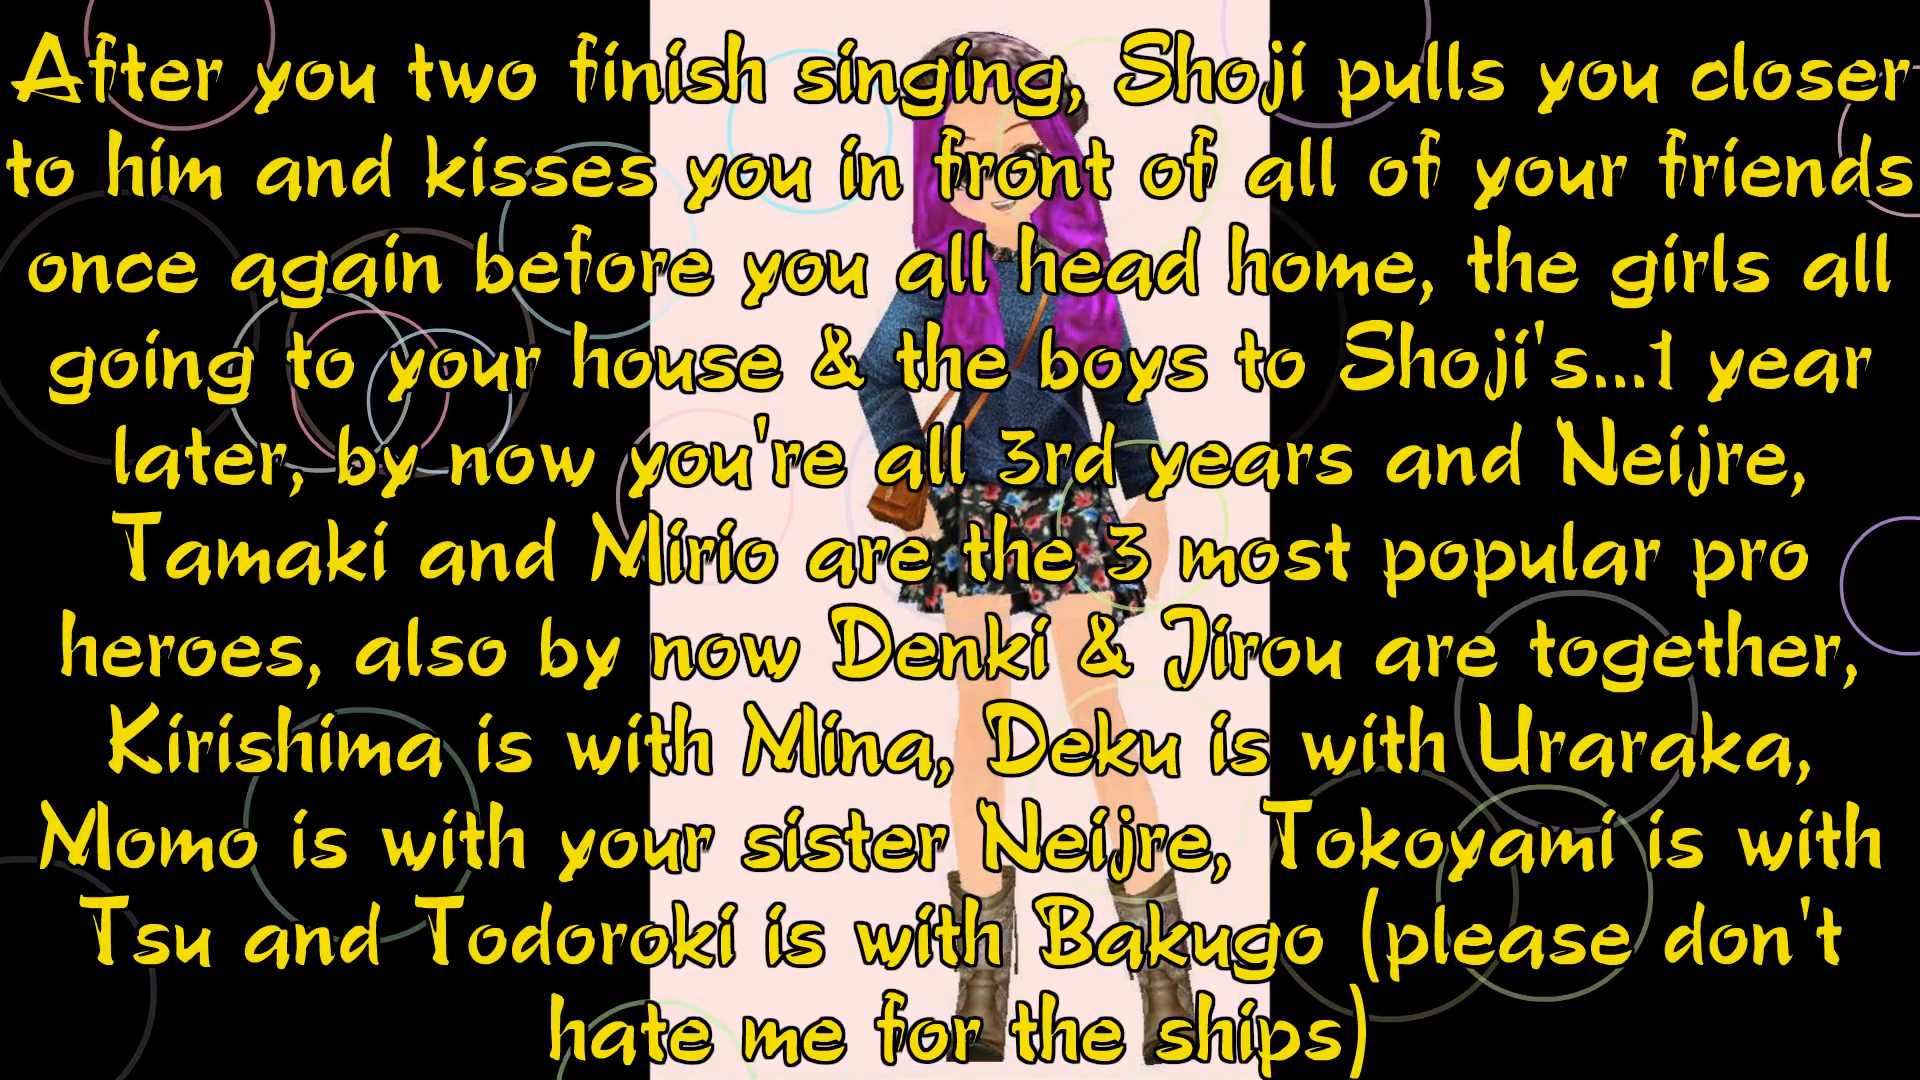 After you two finish singing, Shoji pulls you closer
to him and kisses you in front of all of your friends
once again before you all head home, the girls all
going to your house & the boys to Shoji's...1 year
later, by now you're all 3rd years and Neijre,
Tamaki and Mirio are the 3 most popular pro
heroes, also by now Denki & Jirou are together,
Kirishima is with Mina, Deku is with Uraraka,
Momo is with your sister Neijre, Tokoyami is with
Tsu and Todoroki is with Bakugo (please don't
hate me for the ships)